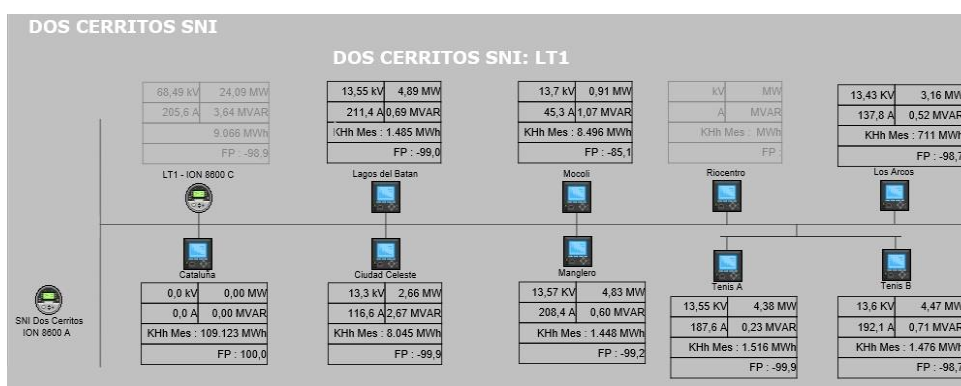 DOS CERRITOS SNI
DOS CERRITOS SNI: LT1
68,49 kV 24,09 MW
205,6 A 3,64 MVAR
9.066 MWh
FP : -98,9
LT1 - ION 8600 C
13,55 kV 4,89 MW
211,4 A 0,69 MVAR
KHh Mes : 1.485 MWh
FP : -99,0
Lagos del Batan
13,7 kV 0,91 MW
45,3 A 1,07 MVAR
KHh Mes : 8.496 MWh
FP : -85,1
Mocoli
kV MW
A MVAR
KHh Mes : MWh
FP :
Riocentro
13,43 KV 3,16 MW
137,8 A 0,52 MVAR
KHh Mes : 711 MWh
FP : -98,7
Los Arcos
SNI Dos Cerritos
ION 8600 A
Cataluna
0,0 kV 0,00 MW
0,0 A 0,00 MVAR
KHh Mes : 109.123 MWh
FP : 100,0
Ciudad Celeste
13,3 kV 2,66 MW
116,6 A 2,67 MVAR
KHh Mes : 8.045 MWh
FP : -99,9
Manglero
13,57 KV 4,83 MW
208,4 A 0,60 MVAR
KHh Mes : 1.448 MWh
FP : -99,2
Tenis A
13,55 KV 4,38 MW
187,6 A 0,23 MVAR
KHh Mes : 1.516 MWh
FP : -99,9
Tenis B
13,6 KV 4,47 MW
192,1 A 0,71 MVAR
KHh Mes : 1.476 MWh
FP : -98,7